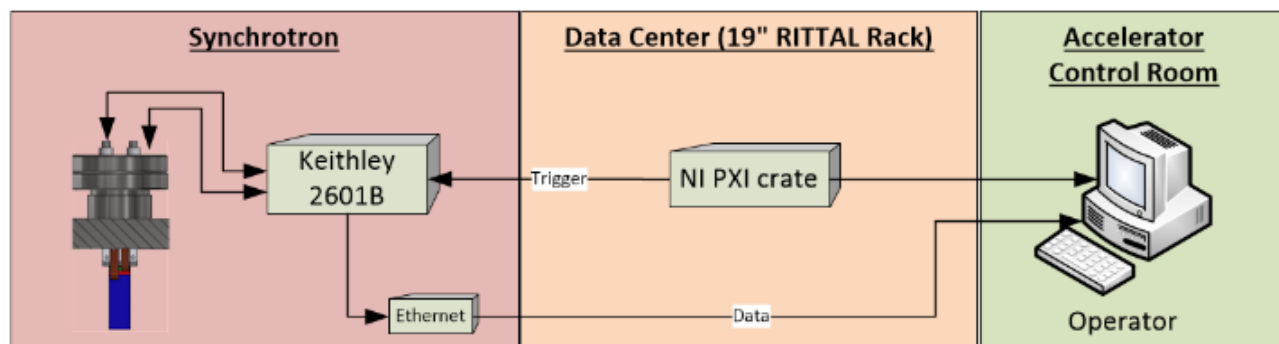 Synchrotron
Data Center (19" RITTAL Rack)
Accelerator
Control Room
Keithley
2601B
Trigger
NI PXI crate
Ethernet
Data
Operator